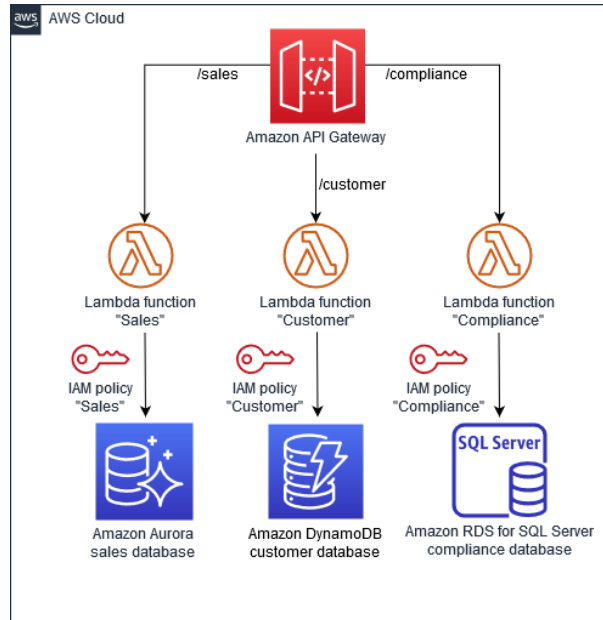 aws
AWS Cloud
/sales
/compliance
Amazon API Gateway
/customer
Lambda function
"Sales"
Lambda function
"Customer"
Lambda function
"Compliance"
IAM policy
"Sales"
IAM policy
"Customer"
IAM policy
"Compliance"
SQL Server
Amazon Aurora
sales database
Amazon DynamoDB
customer database
Amazon RDS for SQL Server
compliance database